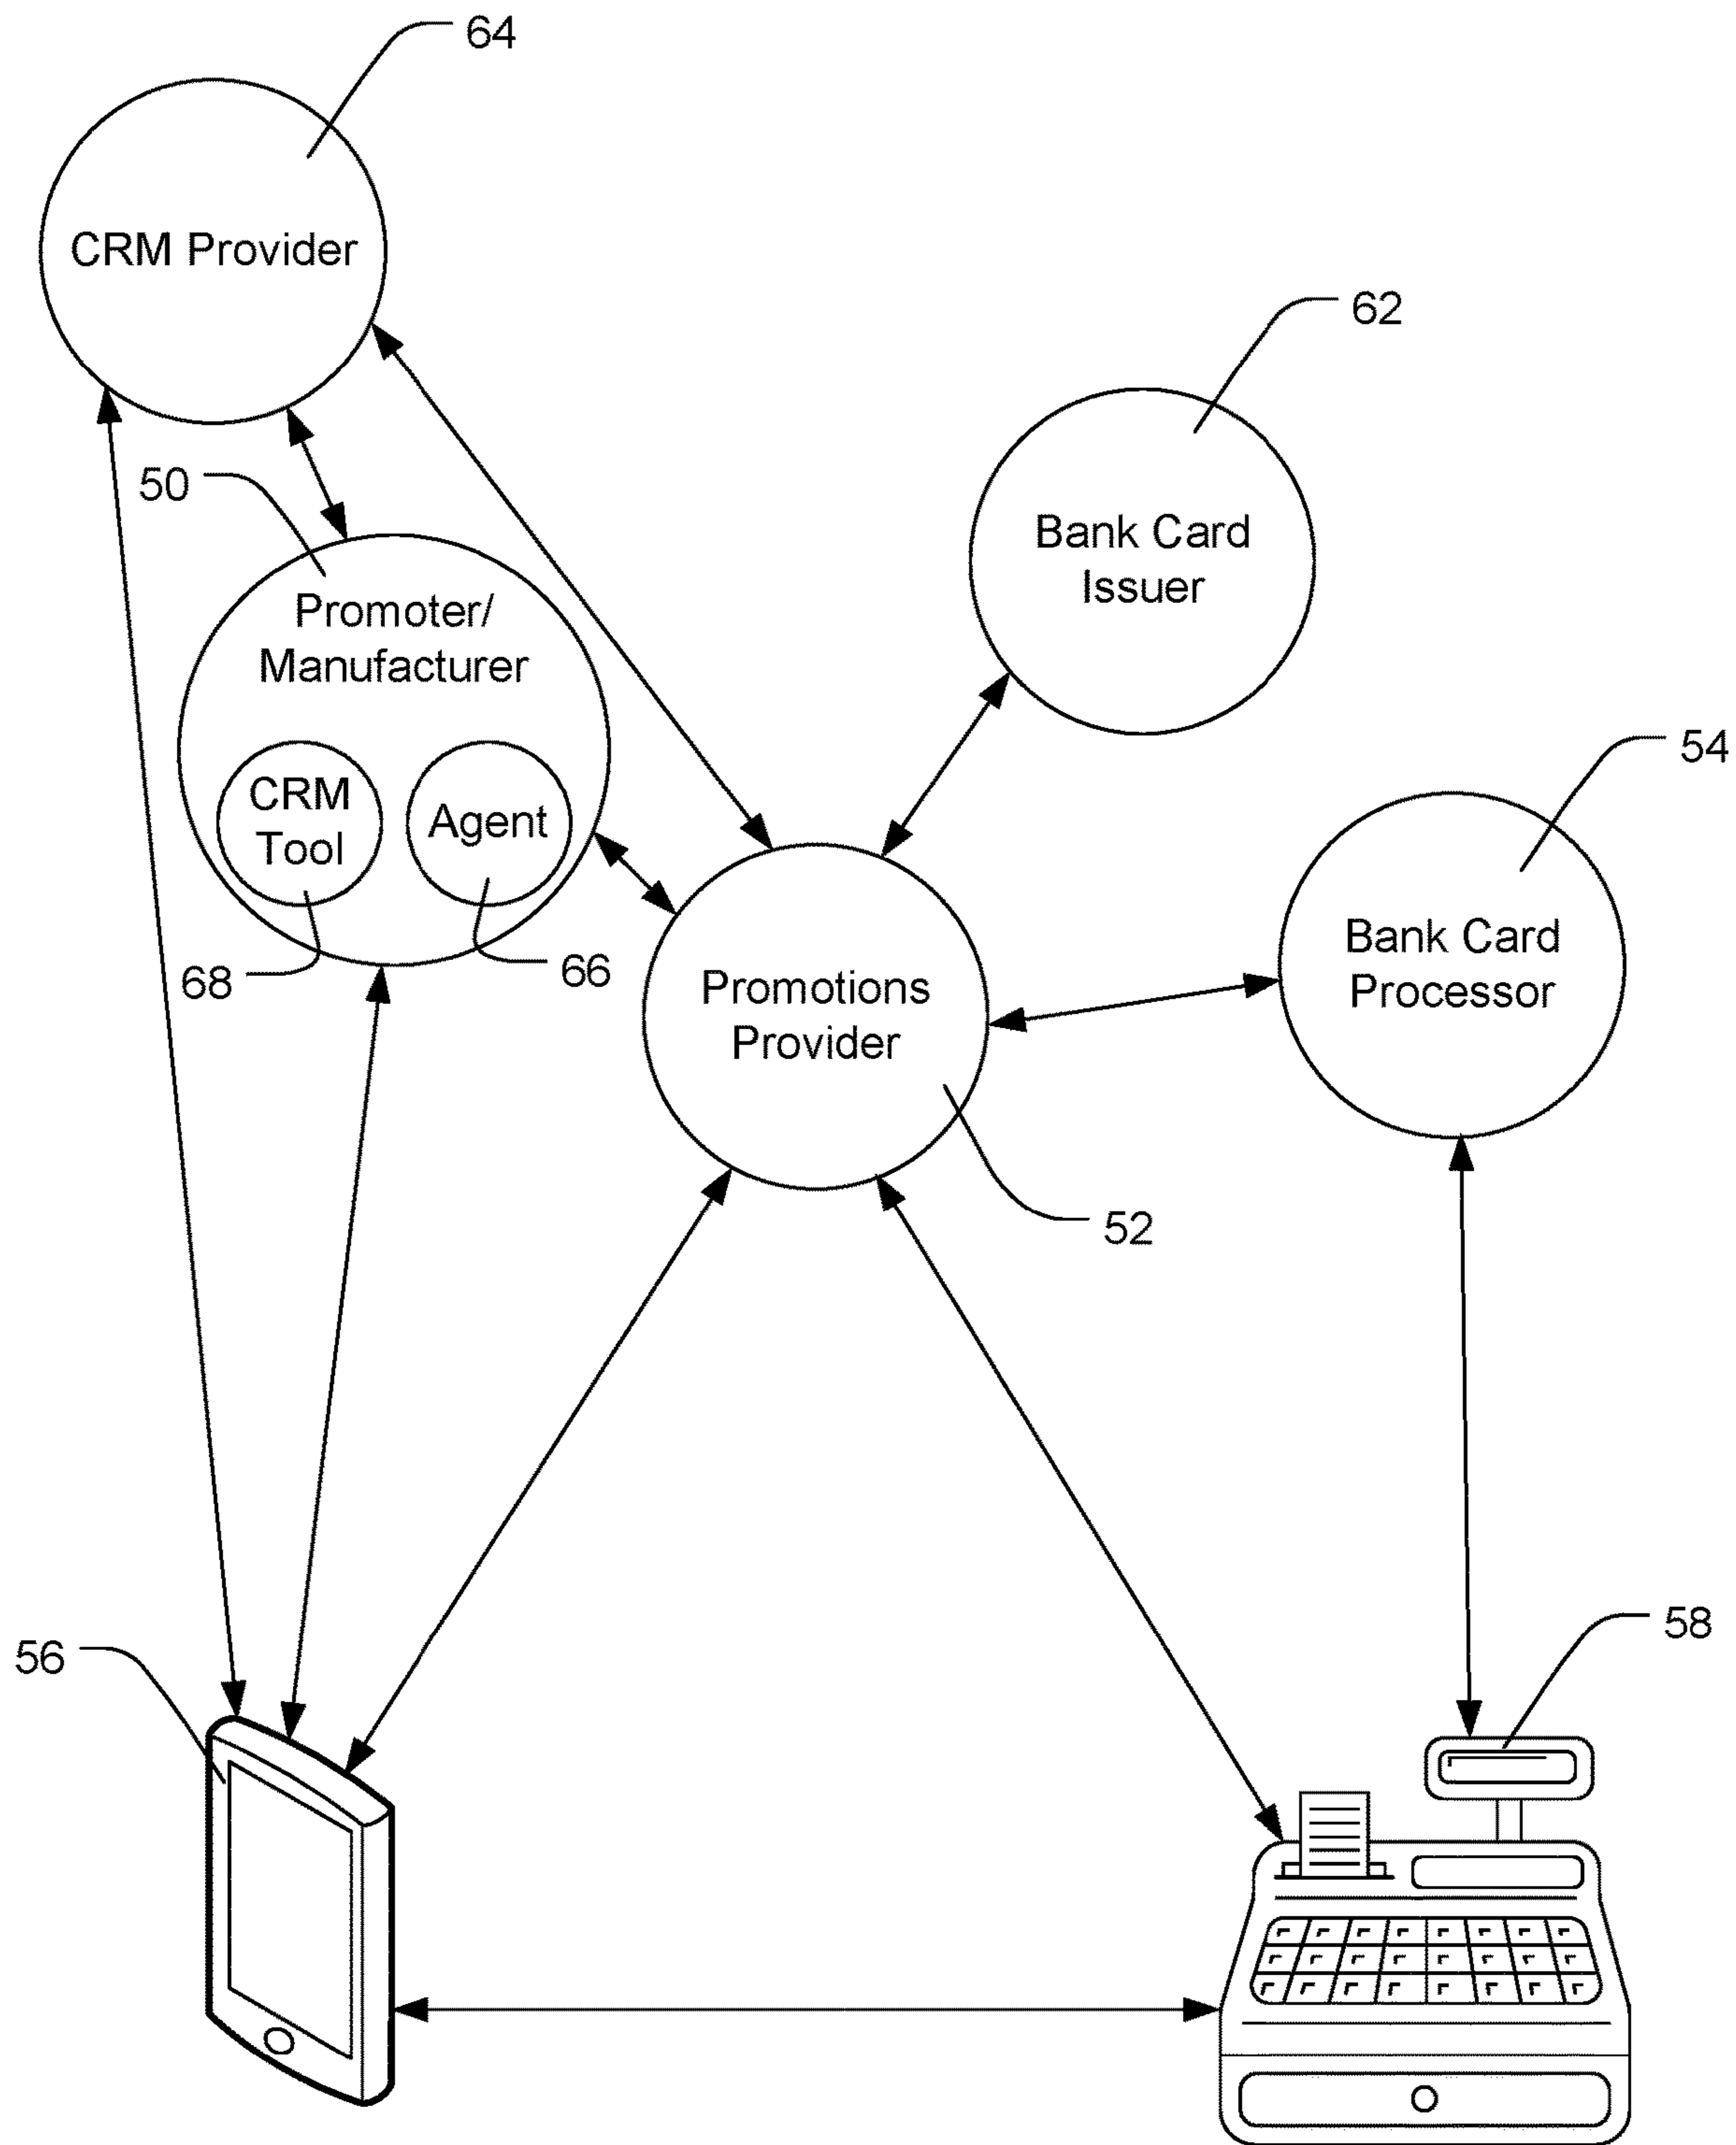 64
CRM Provider
62
50
Bank Card
Issuer
Promoter/
Manufacturer
54
CRM
Tool
Agent
Bank Card
Processor
68
66
Promotions
Provider
52
58
56